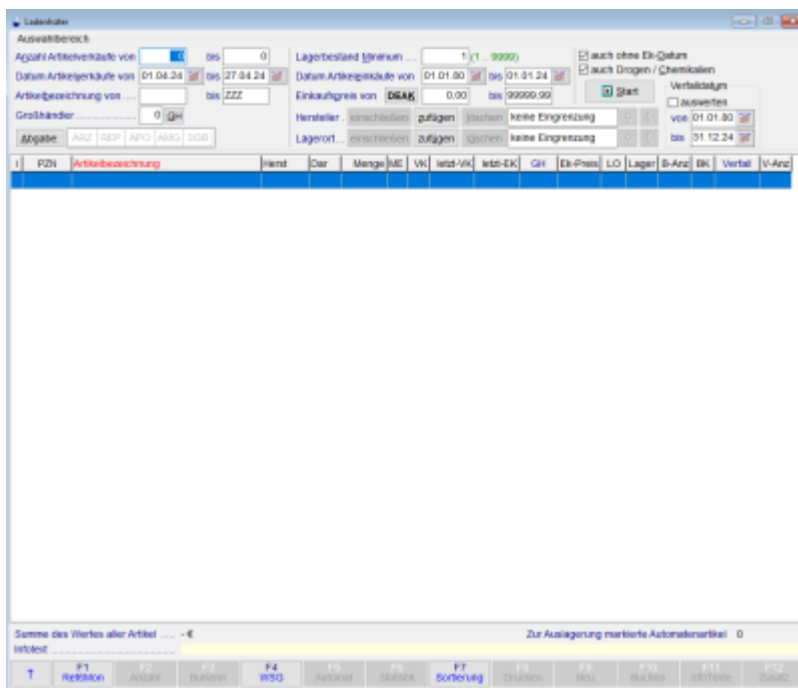 Ladenhüter
Auswahlbereich
Anzahl Artikelverkäufe von 0 bis 0 Lagerbestand Minimum .... 1 (1 .. 9999) auch ohne Ek-Datum
Datum Artikelverkäufe von 01.04.24 bis 27.04.24 Datum Artikeleinkäufe von 01.01.80 bis 01.01.24 auch Drogen / Chemikalien
Artikelbezeichnung von .... bis ZZZ Einkaufspreis von DEAK 0,00 bis 99999,99 Start Verfalldatum
auswerten
Großhändler 0 GH Hersteller . einschließen zufügen löschen keine Eingrenzung von 01.01.80
Abgabe: ARZ REP APO AMG SGB Lagerort... einschließen zufügen löschen keine Eingrenzung bis 31.12.24
I PZN Artikelbezeichnung Herst Dar Menge ME VK letzt-VK letzt-EK GH Ek-Preis LO Lager B-Anz BK Verfall V-Anz
Summe des Wertes aller Artikel ..... - € Zur Auslagerung markierte Automatenartikel 0
Infotext
↑ F1 F2 F3 F4 F5 F6 F7 F8 F9 F10 F11 F12
RefMon Anzahl WSG Automat Statistik Sortierung Drucken Neu Buchen Infotexte Zusatz